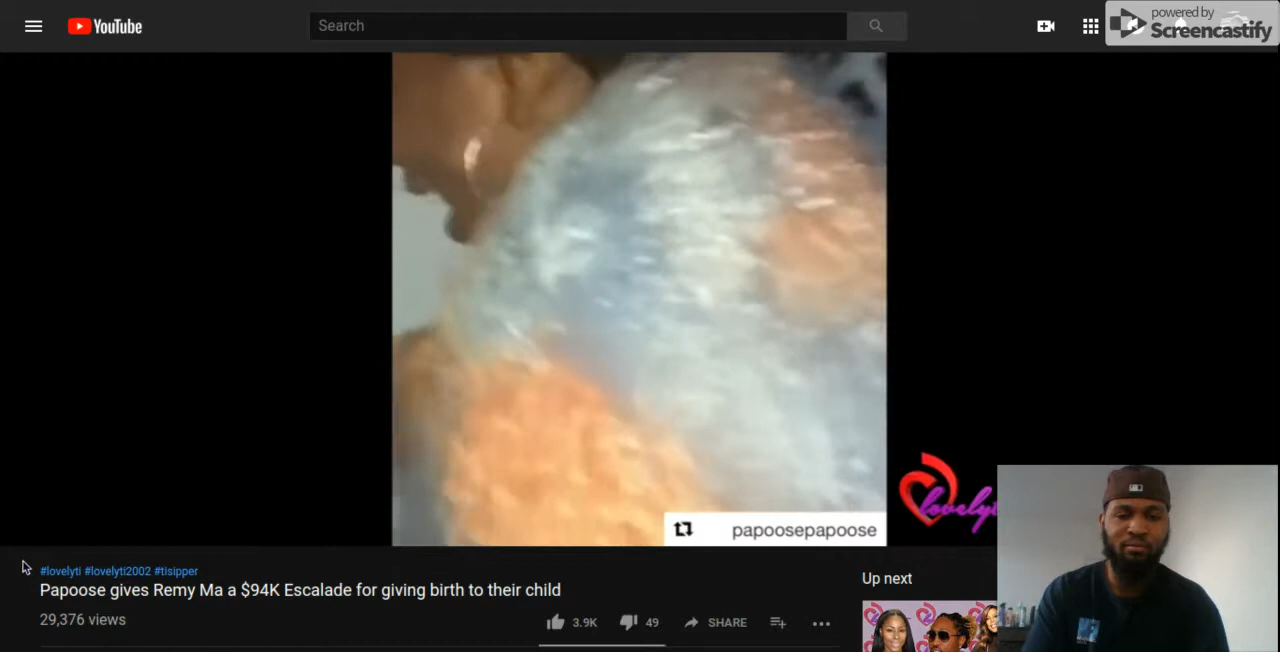 YouTube
Search
powered by
Screencastify
papoosepapoose
lovelyti
#lovelyti #lovelyti2002 #tisipper
Papoose gives Remy Ma a $94K Escalade for giving birth to their child
29,376 views
3.9K
49
SHARE
Up next